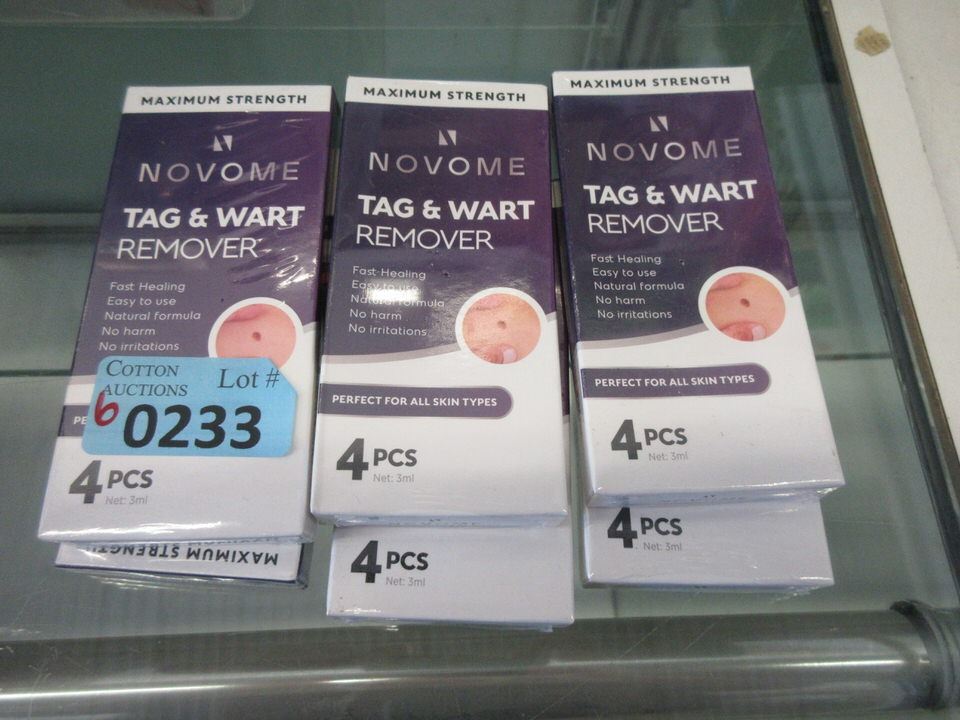 MAXIMUM STRENGTH
NOVOME
TAG & WART
REMOVER
Fast Healing
Easy to use
Natural formula
No harm
No irritations
COTTON
AUCTIONS
Lot #
6
0233
PE
4 PCS
Net: 3ml
MAXIMUM STRENGTH
MAXIMUM STRENGTH
NOVOME
TAG & WART
REMOVER
Fast Healing
Easy to use
Natural formula
No harm
No irritations
PERFECT FOR ALL SKIN TYPES
4 PCS
Net: 3ml
4 PCS
Net: 3ml
MAXIMUM STRENGTH
NOVOME
TAG & WART
REMOVER
Fast Healing
Easy to use
Natural formula
No harm
No irritations
PERFECT FOR ALL SKIN TYPES
4 PCS
Net: 3ml
4 PCS
Net: 3ml